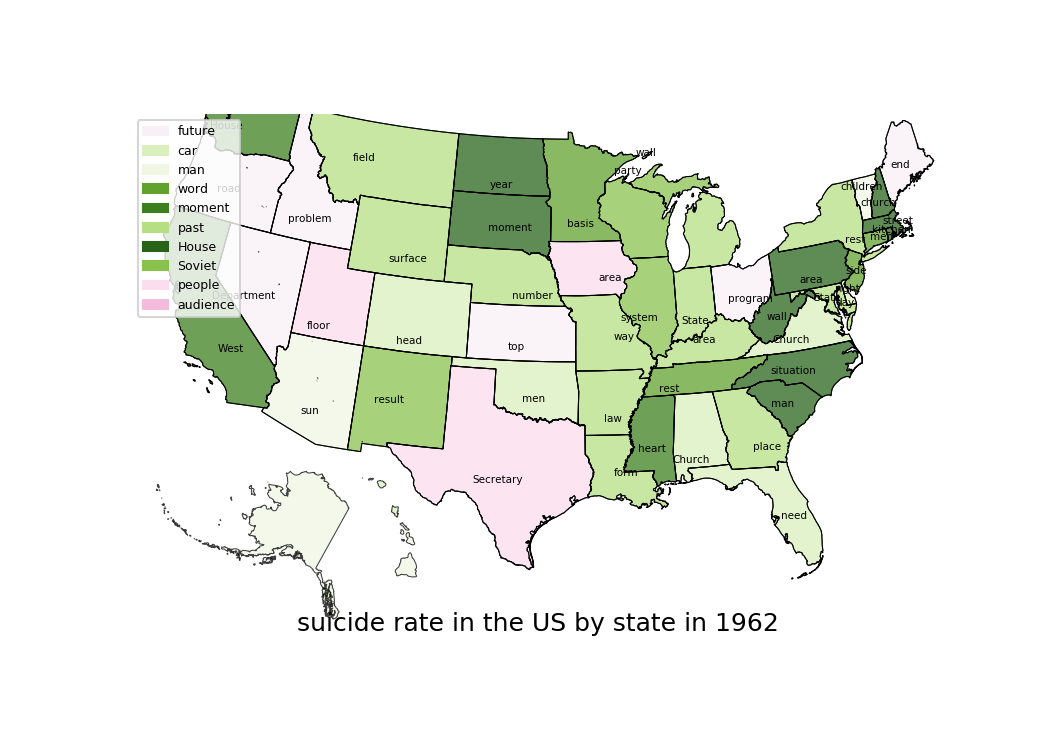 future
car
man
word
moment
past
House
Soviet
people
audience
House
road
Department
West
problem
field
surface
floor
sun
head
result
year
moment
number
top
men
Secretary
basis
wall
party
area
system
way
law
form
heart
State
area
rest
Church
program
place
need
man
situation
Church
wall
area
rest
children
church
end
street
kitchen
men
side
State
day
suicide rate in the US by state in 1962